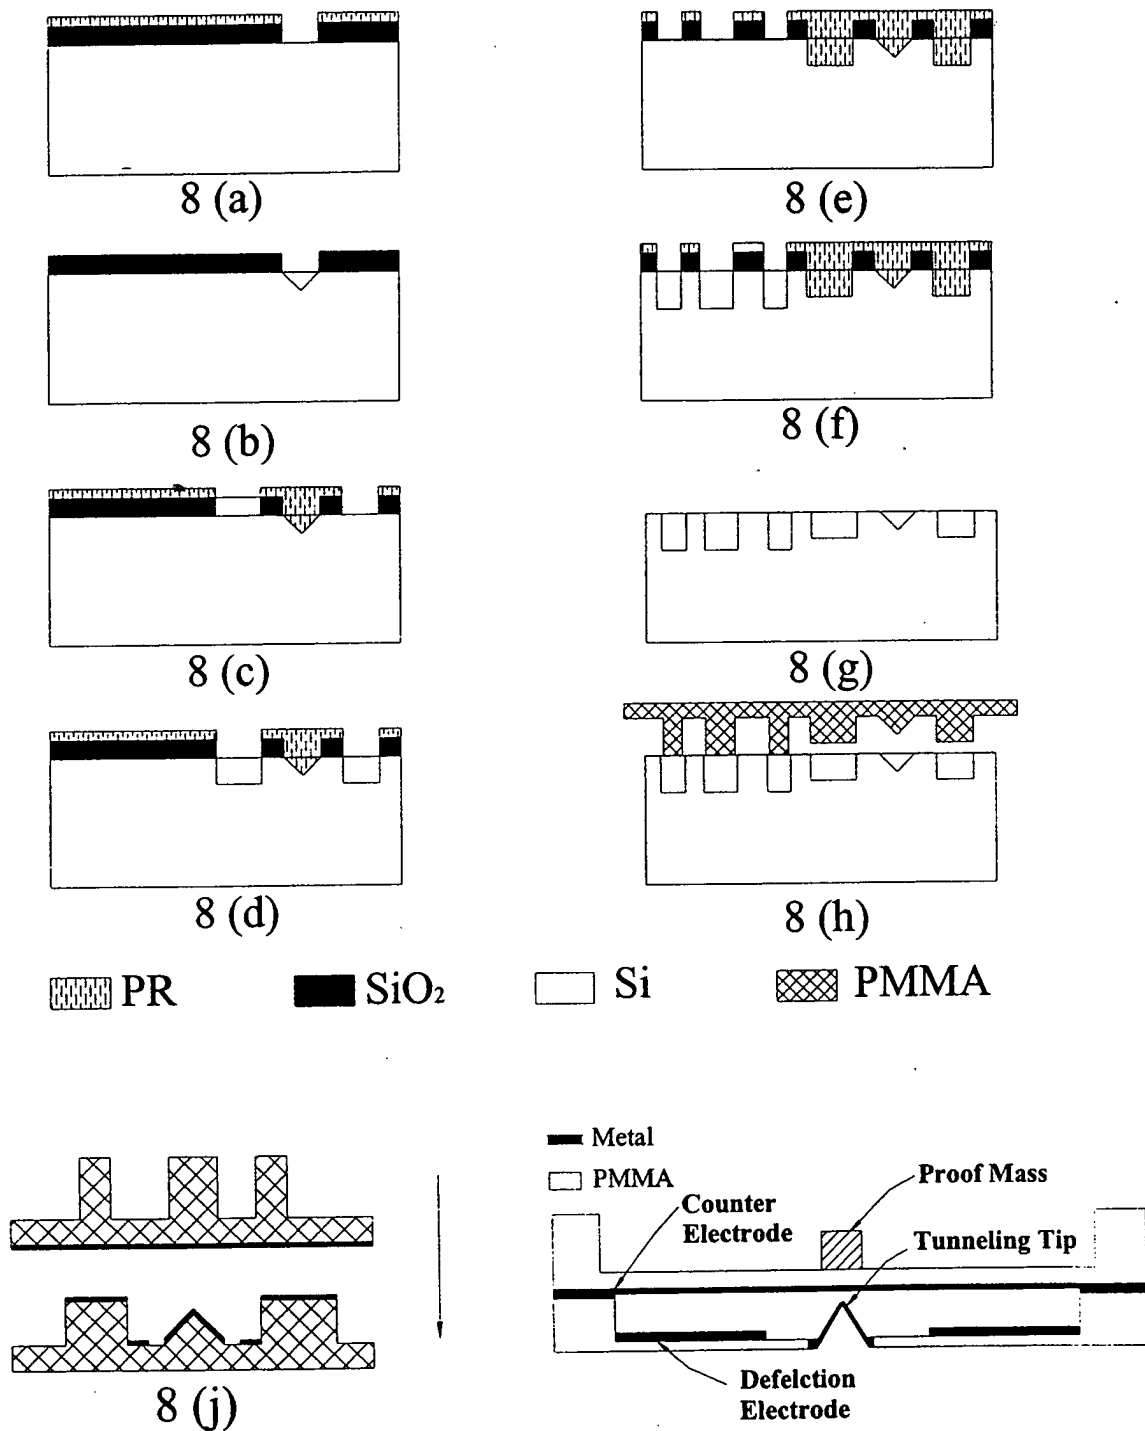 8 (a)
8 (b)
8 (c)
8 (d)
8 (e)
8 (f)
8 (g)
8 (h)
PR
SiO₂
Si
PMMA
8 (j)
Metal
PMMA
Counter
Electrode
Proof Mass
Tunneling Tip
Defelction
Electrode